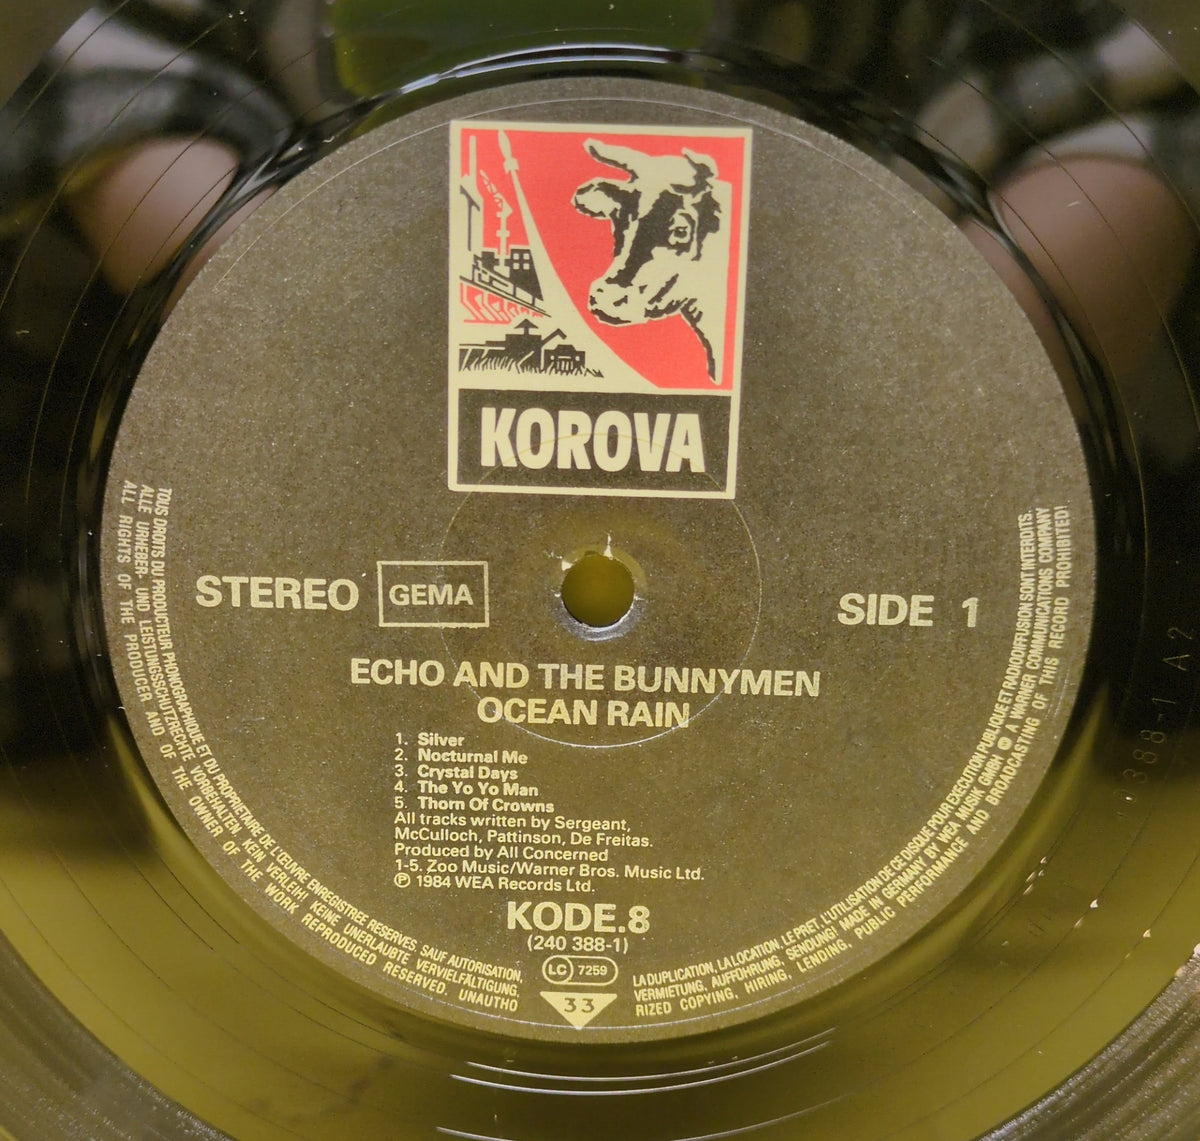 KOROVA
STEREO GEMA
SIDE 1
ECHO AND THE BUNNYMEN
OCEAN RAIN
1. Silver
2. Nocturnal Me
3. Crystal Days
4. The Yo Yo Man
5. Thorn Of Crowns
All tracks written by Sergeant,
McCulloch, Pattinson, De Freitas.
Produced by All Concerned
1-5. Zoo Music/Warner Bros. Music Ltd.
℗ 1984 WEA Records Ltd.
KODE.8
(240 388-1)
LC 7259
33
TOUS DROITS DU PRODUCTEUR PHONOGRAPHIQUE ET DU PROPRIETAIRE DE L'ŒUVRE ENREGISTREE RESERVES. SAUF AUTORISATION,
LA DUPLICATION, LA LOCATION, LE PRET, L'UTILISATION DE CE DISQUE POUR EXECUTION PUBLIQUE ET RADIODIFFUSION SONT INTERDITS.
ALLE URHEBER- UND LEISTUNGSSCHUTZRECHTE VORBEHALTEN. KEIN VERLEIH! KEINE UNERLAUBTE VERVIELFÄLTIGUNG,
VERMIETUNG, AUFFÜHRUNG, SENDUNG! MADE IN GERMANY BY WEA MUSIK GMBH A WARNER COMMUNICATIONS COMPANY
ALL RIGHTS OF THE PRODUCER AND OF THE OWNER OF THE WORK REPRODUCED RESERVED. UNAUTHO
RIZED COPYING, HIRING, LENDING, PUBLIC PERFORMANCE AND BROADCASTING OF THIS RECORD PROHIBITED!
388-1 A2